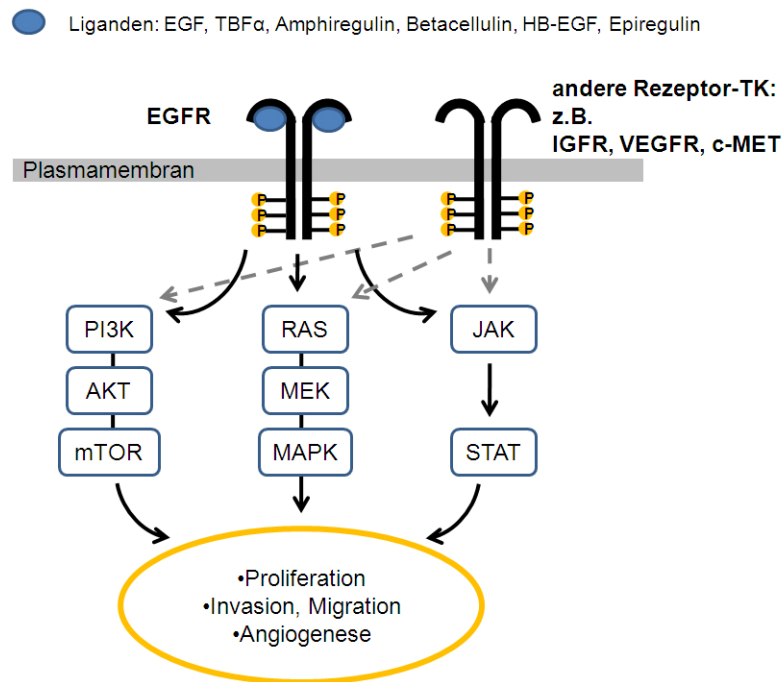 Liganden: EGF, TBFα, Amphiregulin, Betacellulin, HB-EGF, Epiregulin
EGFR
andere Rezeptor-TK:
z.B.
IGFR, VEGFR, c-MET
Plasmamembran
P P P P
P P P P
P P P P
PI3K RAS JAK
AKT MEK
mTOR MAPK STAT
•Proliferation
•Invasion, Migration
•Angiogenese